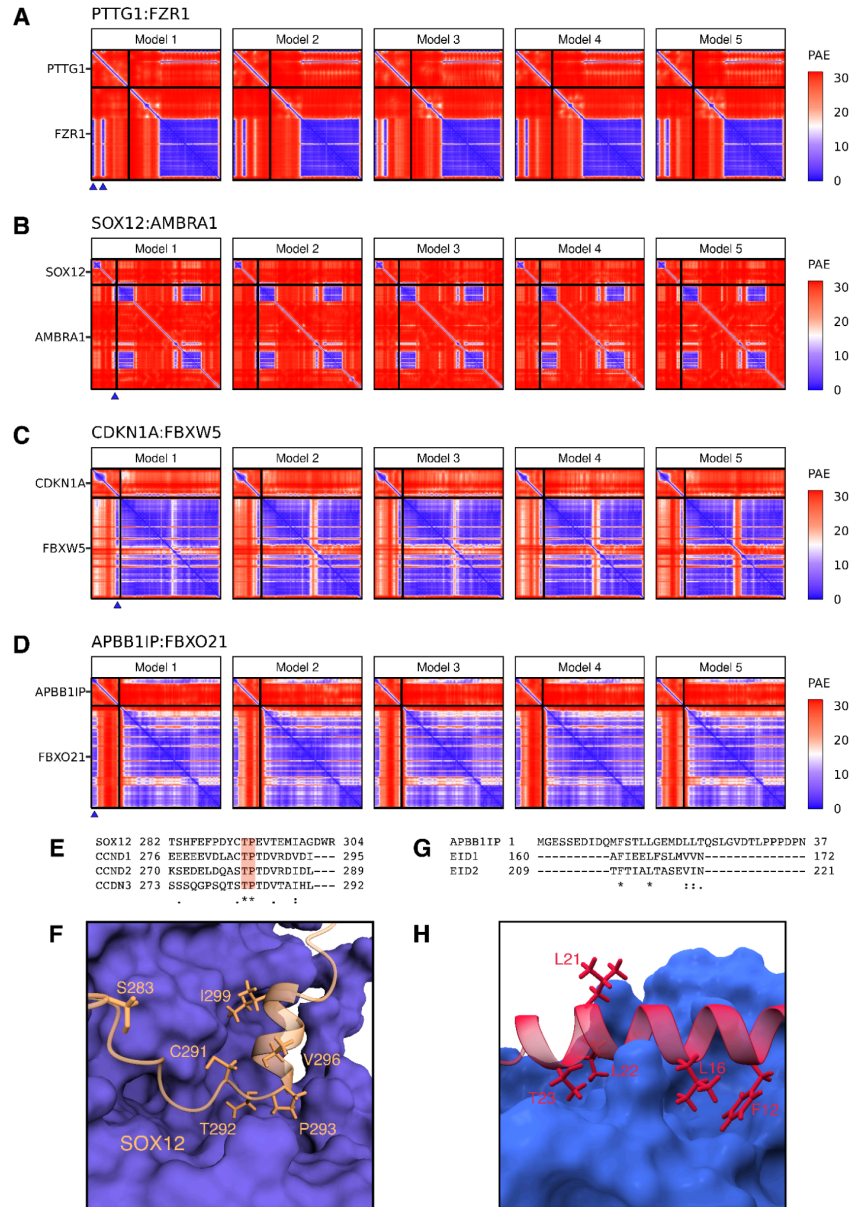 A
PTTG1:FZR1
Model 1 Model 2 Model 3 Model 4 Model 5
PTTG1
FZR1
PAE
30
20
10
0
B
SOX12:AMBRA1
Model 1 Model 2 Model 3 Model 4 Model 5
SOX12
AMBRA1
PAE
30
20
10
0
C
CDKN1A:FBXW5
Model 1 Model 2 Model 3 Model 4 Model 5
CDKN1A
FBXW5
PAE
30
20
10
0
D
APBB1IP:FBXO21
Model 1 Model 2 Model 3 Model 4 Model 5
APBB1IP
FBXO21
PAE
30
20
10
0
E
SOX12 282 TSHFEFPDYCTPEVTEMIAGDWR 304
CCND1 276 EEEEEVDLACTPTDVRDVDI--- 295
CCND2 270 KSEDELDQASTPTDVRDIDL--- 289
CCDN3 273 SSSQGPSQTSTPTDVTAIHL--- 292
. .** . :
G
APBB1IP 1 MGESSEDIDQMFSTLLGEMDLLTQSLGVDTLPPPDPN 37
EID1 160 -----------AFIEELFSLMVVN------------- 172
EID2 209 -----------TFTIALTASEVIN------------- 221
* * ::.
F
S283
I299
C291
V296
T292
P293
SOX12
H
L21
L22
T23
L16
F12